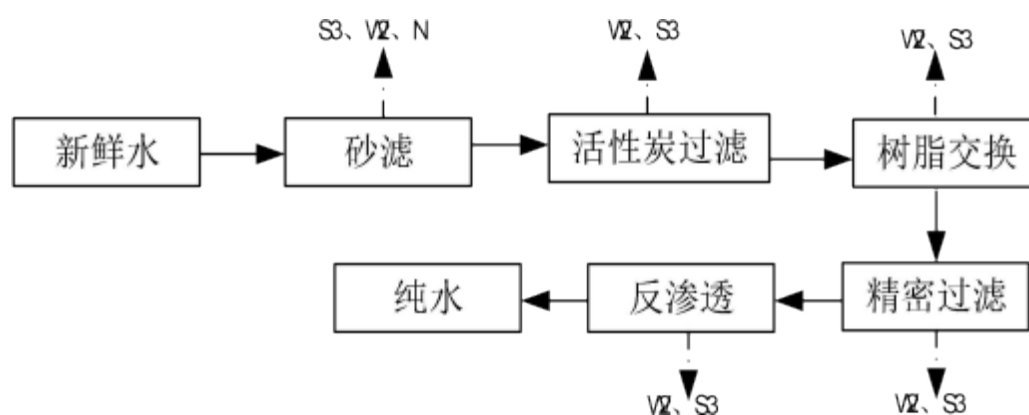 S3、W2、N
W2、S3
W2、S3
新鲜水
砂滤
活性炭过滤
树脂交换
纯水
反渗透
精密过滤
W2、S3
W2、S3